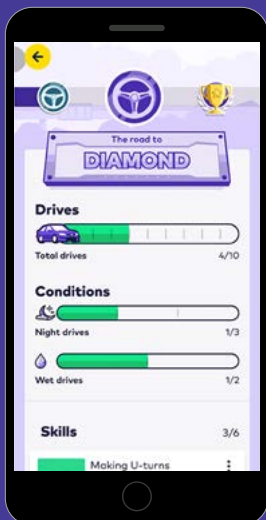 The road to
DIAMOND
Drives
Total drives 4/10
Conditions
Night drives 1/3
Wet drives 1/2
Skills 3/6
Making U-turns